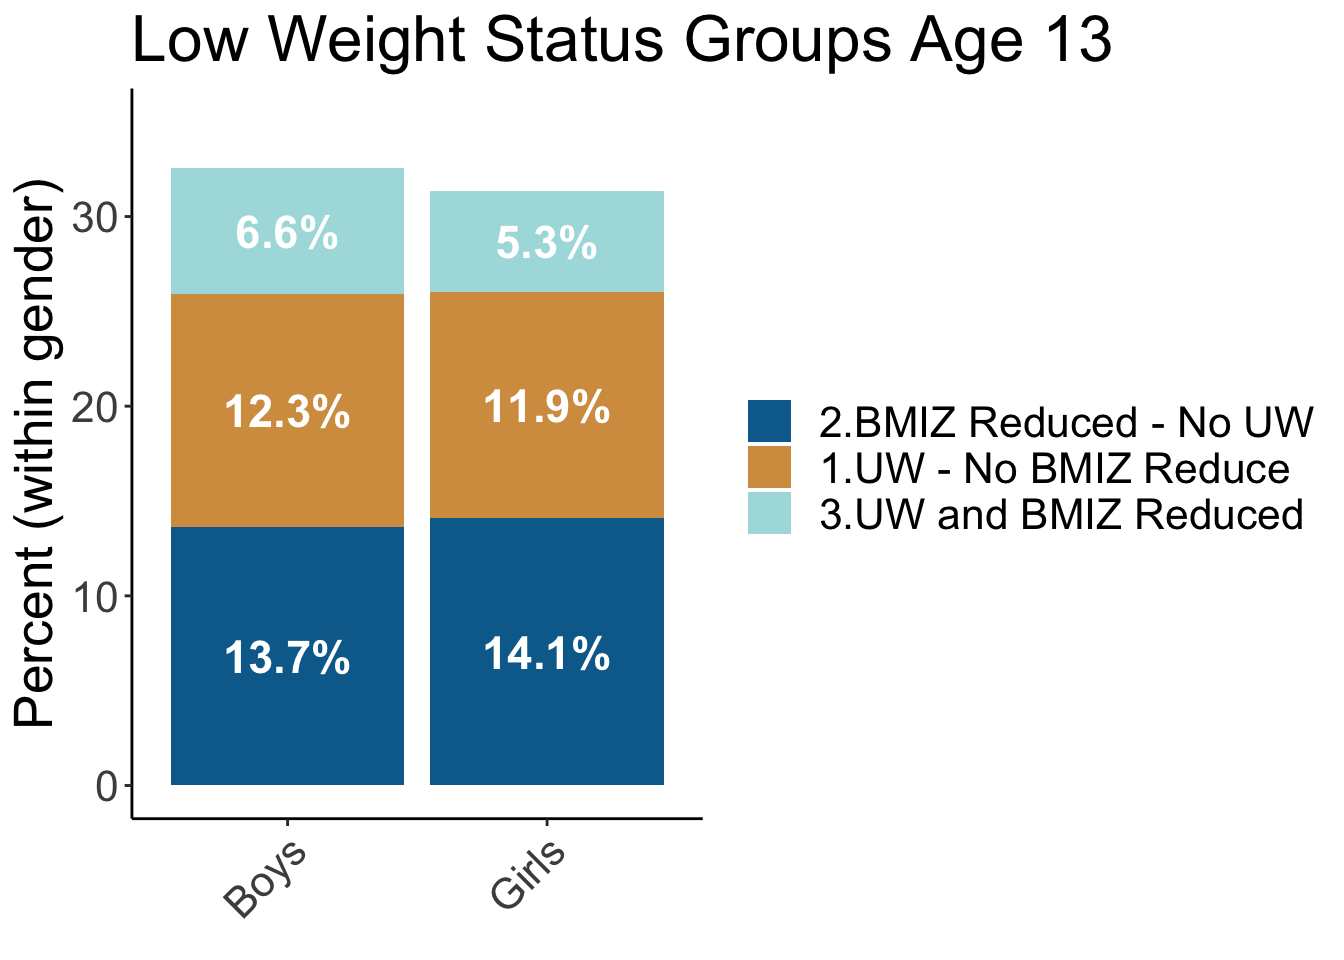 Low Weight Status Groups Age 13
Percent (within gender)
30
20
10
0
6.6%
12.3%
13.7%
5.3%
11.9%
14.1%
Boys
Girls
2.BMIZ Reduced - No UW
1.UW - No BMIZ Reduce
3.UW and BMIZ Reduced